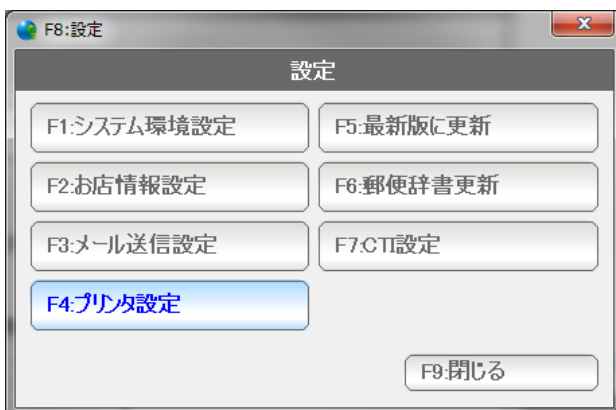 F8:設定
設定
F1:システム環境設定
F5:最新版に更新
F2:お店情報設定
F6:郵便辞書更新
F3:メール送信設定
F7:CTI設定
F4:プリンタ設定
F9:閉じる